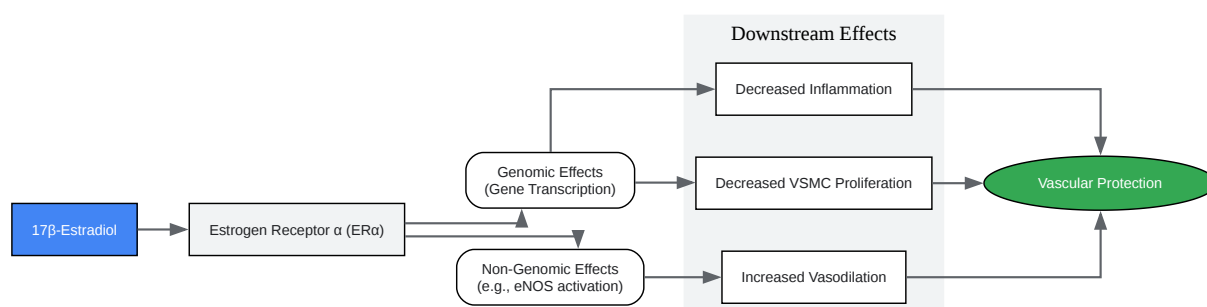 Downstream Effects
Decreased Inflammation
Genomic Effects
(Gene Transcription)
Decreased VSMC Proliferation
Vascular Protection
17β-Estradiol
Estrogen Receptor α (ERα)
Non-Genomic Effects
(e.g., eNOS activation)
Increased Vasodilation